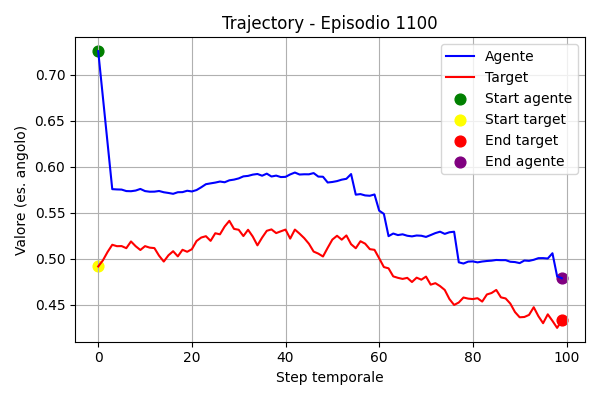 Trajectory - Episodio 1100
Valore (es. angolo)
0.70
0.65
0.60
0.55
0.50
0.45
Agente
Target
Start agente
Start target
End target
End agente
0 20 40 60 80 100
Step temporale